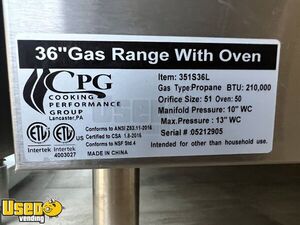 36"Gas Range With Oven
CPG
COOKING
PERFORMANCE
GROUP
Lancaster,PA
Item: 351S36L
Gas Type:Propane BTU: 210,000
Orifice Size: 51 Oven: 50
Manifold Pressure: 10" WC
Max.Pressure : 13" WC
Serial # 05212905
Intended for other than household use.
ETL
Intertek Intertek
4003027
Conforms to ANSI Z83.11-2016
Certified to CSA 1.8-2016
Conforms to NSF Std.4
MADE IN CHINA
Used
vending